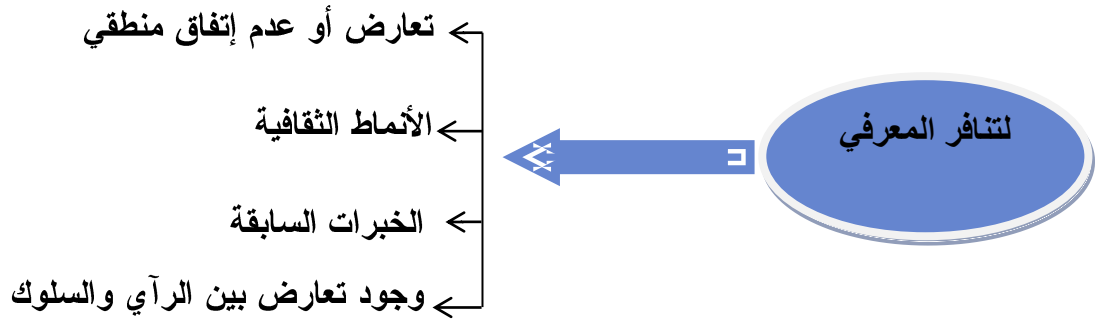 لتنافر المعرفي
تعارض أو عدم إتفاق منطقي
الأنماط الثقافية
الخبرات السابقة
وجود تعارض بين الرآي والسلوك